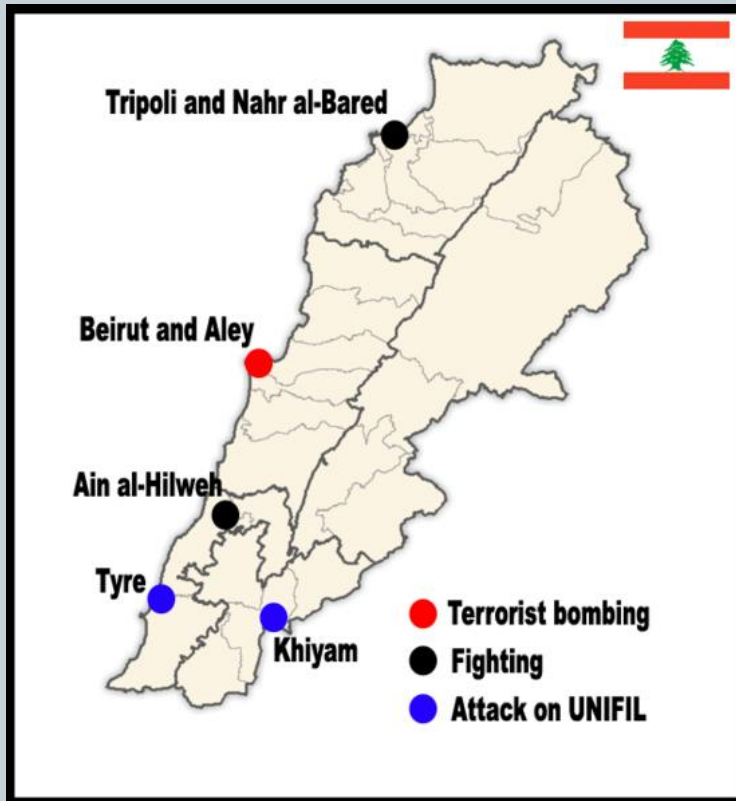 Tripoli and Nahr al-Bared
Beirut and Aley
Ain al-Hilweh
Tyre
Khiyam
Terrorist bombing
Fighting
Attack on UNIFIL